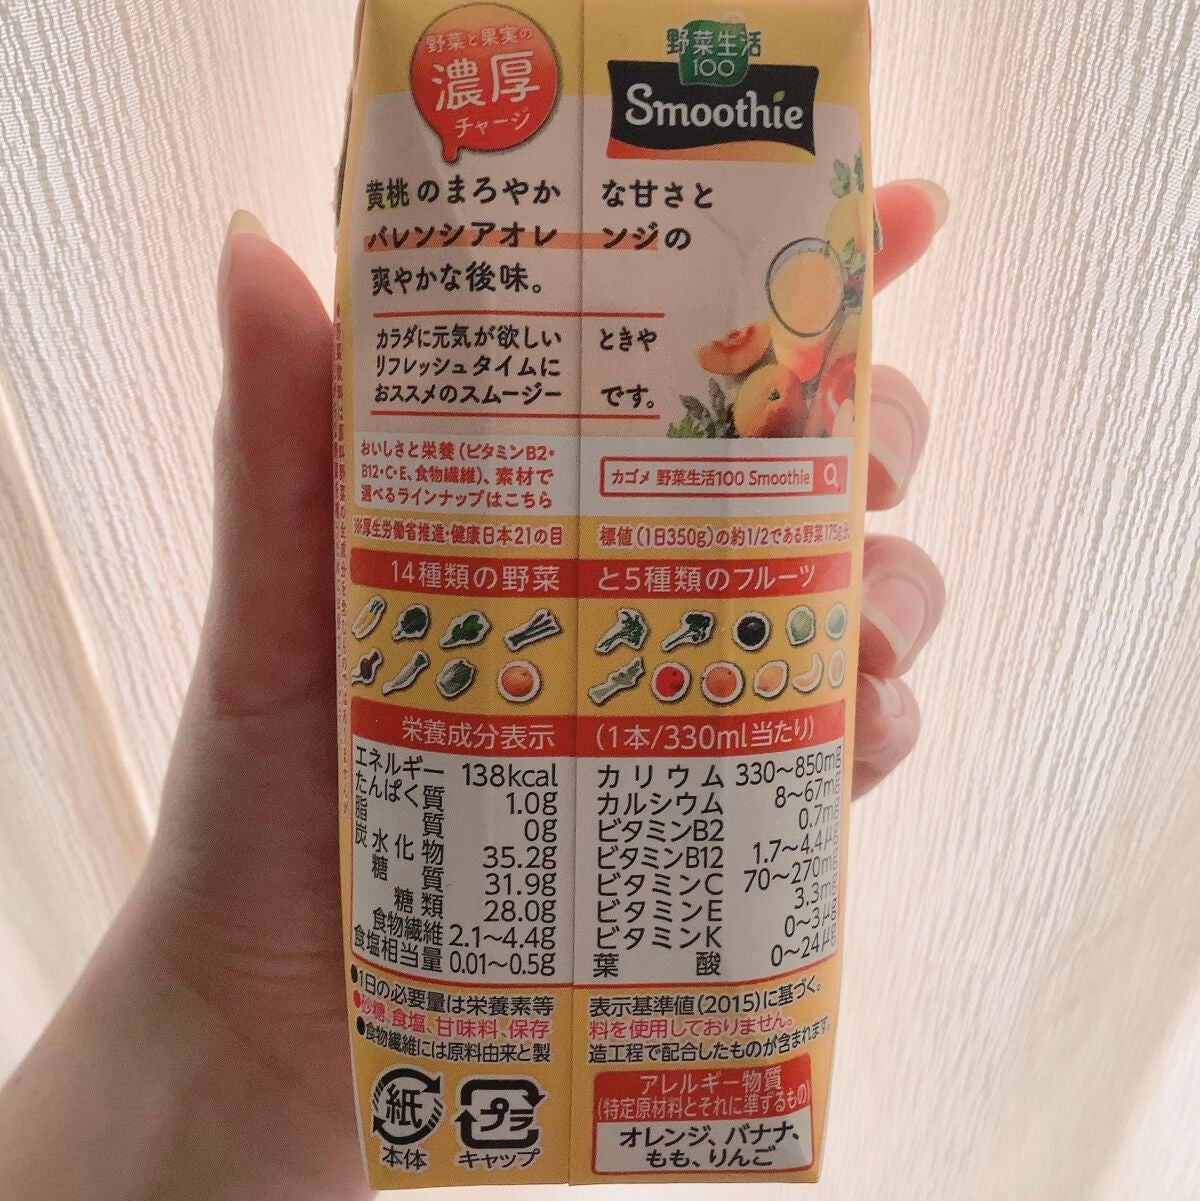 野菜と果実の
濃厚
チャージ
野菜生活
100
Smoothie
黄桃のまろやかな甘さと
バレンシアオレンジの
爽やかな後味。
カラダに元気が欲しいときや
リフレッシュタイムに
おススメのスムージーです。
おいしさと栄養(ビタミンB2・
B12・C・E、食物繊維)、素材で
選べるラインナップはこちら
カゴメ 野菜生活100 Smoothie
※厚生労働省推進・健康日本21の目標値(1日350g)の約1/2である野菜175g分
14種類の野菜と5種類のフルーツ
栄養成分表示(1本/330ml当たり)
エネルギー 138kcal
たんぱく質 1.0g
脂質 0g
炭水化物 35.2g
糖質 31.9g
糖類 28.0g
食物繊維 2.1〜4.4g
食塩相当量 0.01〜0.5g
カリウム 330〜850mg
カルシウム 8〜67mg
ビタミンB2 0.7mg
ビタミンB12 1.7〜4.4μg
ビタミンC 70〜270mg
ビタミンE 3.3mg
ビタミンK 0〜3μg
葉酸 0〜24μg
●1日の必要量は栄養素等表示基準値(2015)に基づく。
●砂糖、食塩、甘味料、保存料を使用しておりません。
●食物繊維には原料由来と製造工程で配合したものが含まれます。
紙
本体
プラ
キャップ
アレルギー物質
(特定原材料とそれに準ずるもの)
オレンジ、バナナ、
もも、りんご